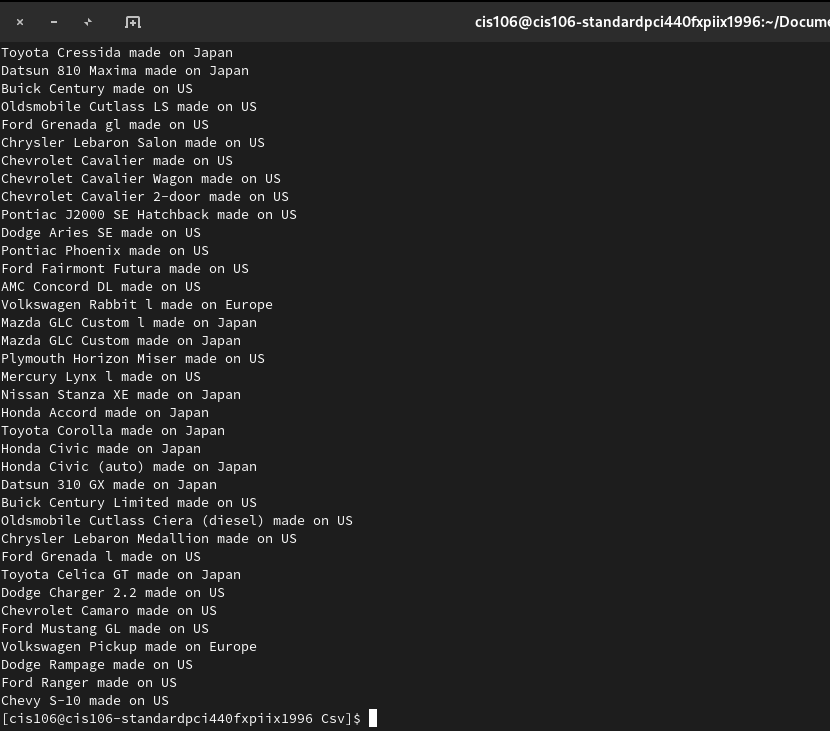 cis106@cis106-standardpci440fxpiix1996:~/Docume
Toyota Cressida made on Japan
Datsun 810 Maxima made on Japan
Buick Century made on US
Oldsmobile Cutlass LS made on US
Ford Grenada gl made on US
Chrysler Lebaron Salon made on US
Chevrolet Cavalier made on US
Chevrolet Cavalier Wagon made on US
Chevrolet Cavalier 2-door made on US
Pontiac J2000 SE Hatchback made on US
Dodge Aries SE made on US
Pontiac Phoenix made on US
Ford Fairmont Futura made on US
AMC Concord DL made on US
Volkswagen Rabbit l made on Europe
Mazda GLC Custom l made on Japan
Mazda GLC Custom made on Japan
Plymouth Horizon Miser made on US
Mercury Lynx l made on US
Nissan Stanza XE made on Japan
Honda Accord made on Japan
Toyota Corolla made on Japan
Honda Civic made on Japan
Honda Civic (auto) made on Japan
Datsun 310 GX made on Japan
Buick Century Limited made on US
Oldsmobile Cutlass Ciera (diesel) made on US
Chrysler Lebaron Medallion made on US
Ford Grenada l made on US
Toyota Celica GT made on Japan
Dodge Charger 2.2 made on US
Chevrolet Camaro made on US
Ford Mustang GL made on US
Volkswagen Pickup made on Europe
Dodge Rampage made on US
Ford Ranger made on US
Chevy S-10 made on US
[cis106@cis106-standardpci440fxpiix1996 Csv]$